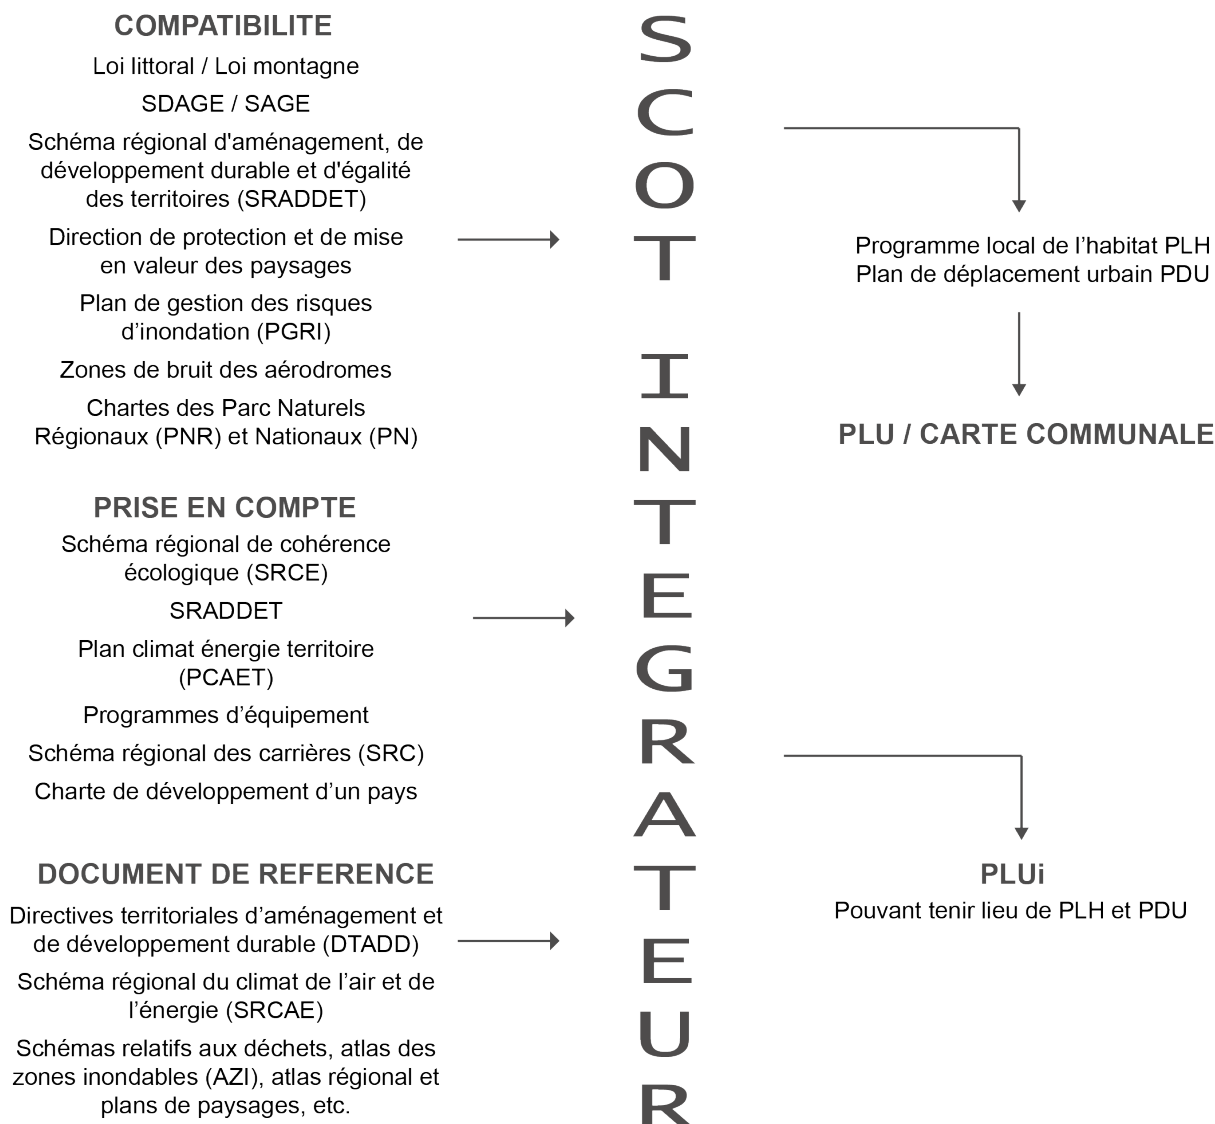 COMPATIBILITE
Loi littoral / Loi montagne
SDAGE / SAGE
Schéma régional d'aménagement, de
développement durable et d'égalité
des territoires (SRADDET)
Direction de protection et de mise
en valeur des paysages
Plan de gestion des risques
d’inondation (PGRI)
Zones de bruit des aérodromes
Chartes des Parc Naturels
Régionaux (PNR) et Nationaux (PN)
PRISE EN COMPTE
Schéma régional de cohérence
écologique (SRCE)
SRADDET
Plan climat énergie territoire
(PCAET)
Programmes d’équipement
Schéma régional des carrières (SRC)
Charte de développement d’un pays
DOCUMENT DE REFERENCE
Directives territoriales d’aménagement et
de développement durable (DTADD)
Schéma régional du climat de l’air et de
l’énergie (SRCAE)
Schémas relatifs aux déchets, atlas des
zones inondables (AZI), atlas régional et
plans de paysages, etc.
SCOT INTEGRATEUR
Programme local de l’habitat PLH
Plan de déplacement urbain PDU
PLU / CARTE COMMUNALE
PLUi
Pouvant tenir lieu de PLH et PDU